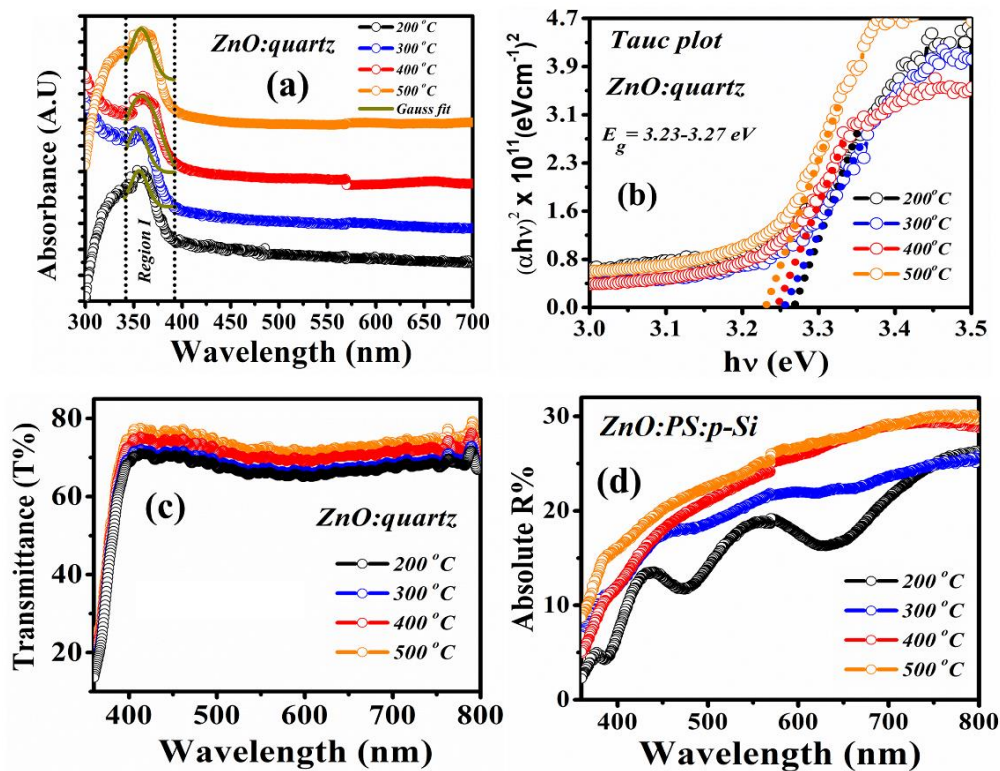 ZnO:quartz
(a)
200 °C
300 °C
400 °C
500 °C
Gauss fit
Region I
Absorbance (A.U)
300 350 400 450 500 550 600 650 700
Wavelength (nm)
4.7
3.9
3.1
2.3
1.6
0.8
0.0
(αhν)² x 10¹¹(eVcm⁻¹)²
Tauc plot
ZnO:quartz
E_g = 3.23-3.27 eV
(b)
200°C
300°C
400°C
500°C
3.0 3.1 3.2 3.3 3.4 3.5
hν (eV)
80
60
40
20
Transmittance (T%)
(c)
ZnO:quartz
200 °C
300 °C
400 °C
500 °C
400 500 600 700 800
Wavelength (nm)
30
20
10
0
Absolute R%
ZnO:PS:p-Si
(d)
200 °C
300 °C
400 °C
500 °C
400 500 600 700 800
Wavelength (nm)